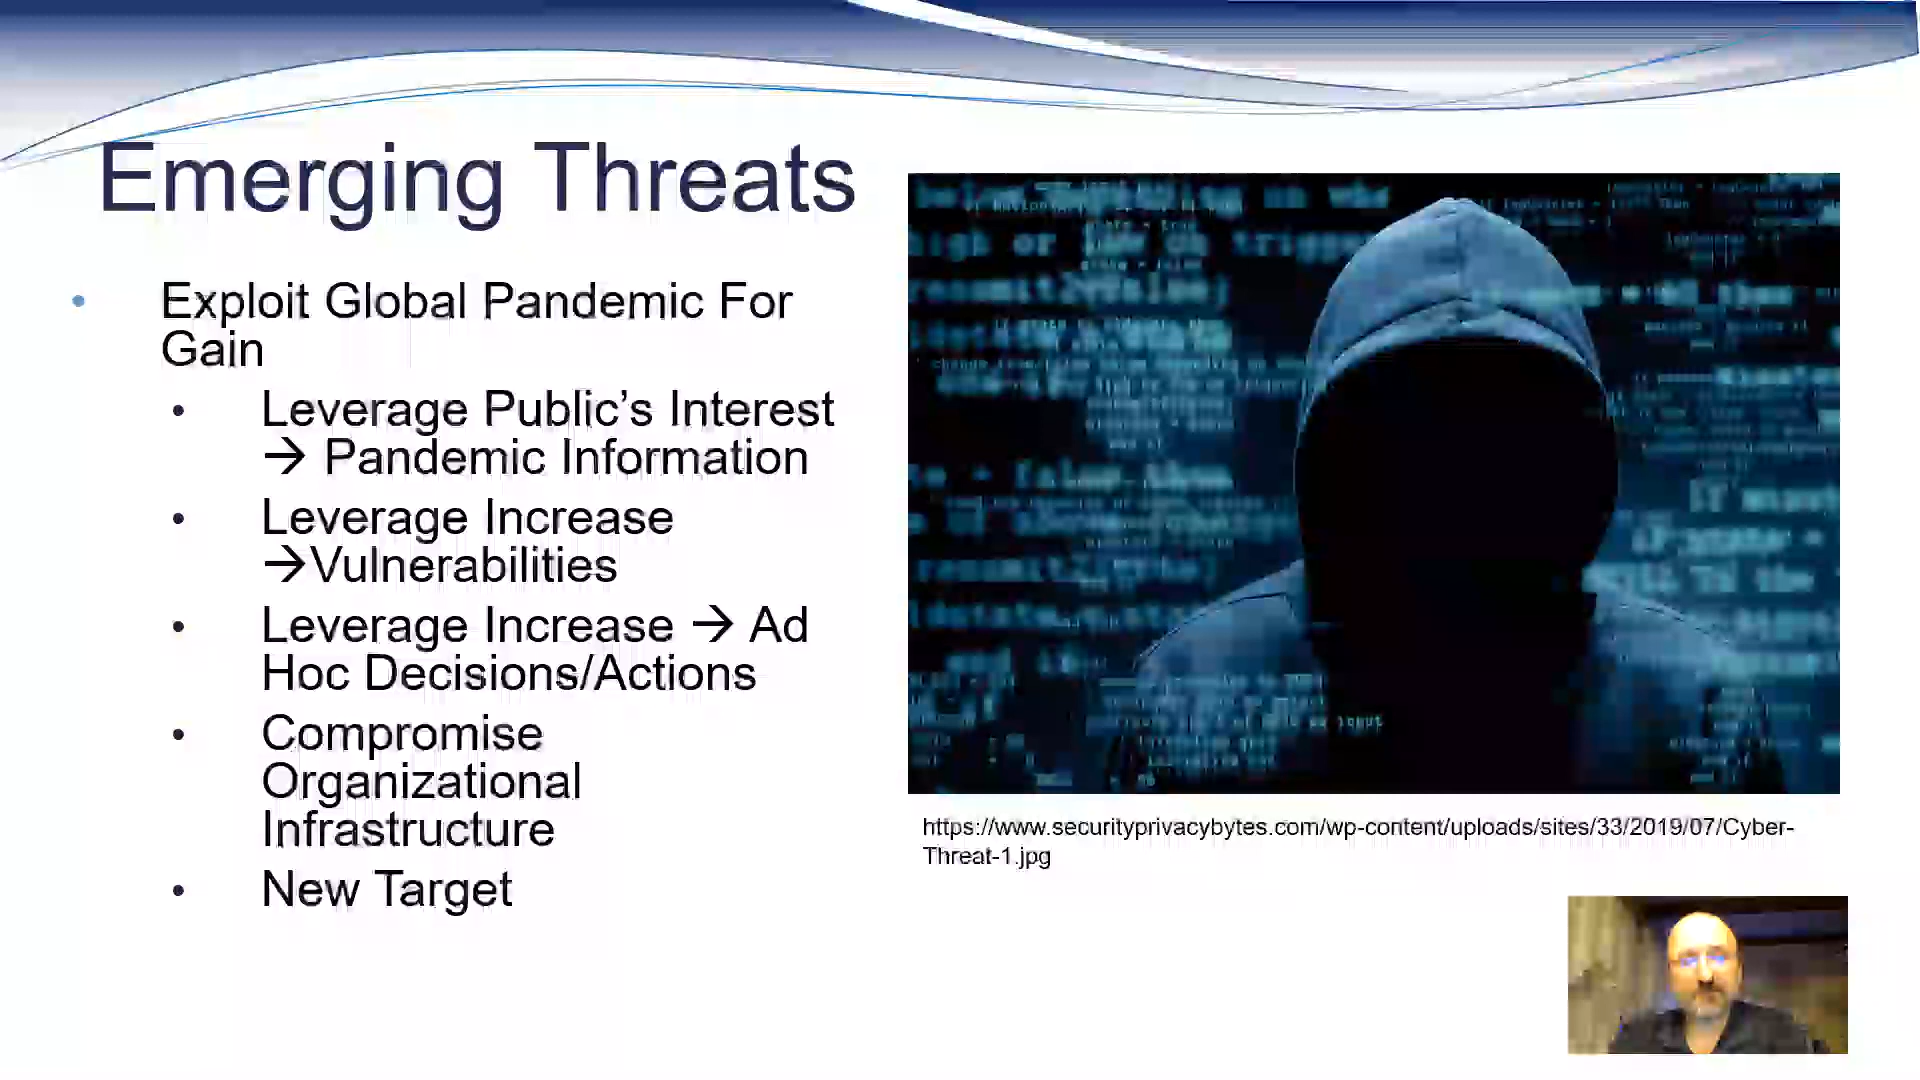 Emerging Threats
• Exploit Global Pandemic For
Gain
• Leverage Public’s Interest
→ Pandemic Information
• Leverage Increase
→Vulnerabilities
• Leverage Increase → Ad
Hoc Decisions/Actions
• Compromise
Organizational
Infrastructure
• New Target
https://www.securityprivacybytes.com/wp-content/uploads/sites/33/2019/07/Cyber-
Threat-1.jpg